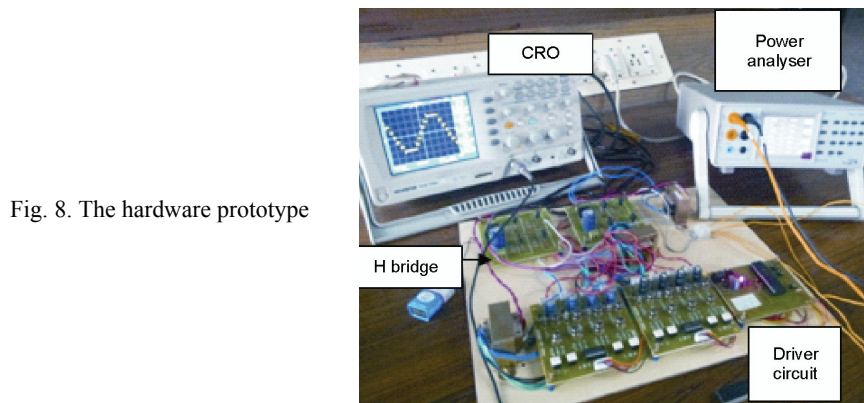 CRO
Power
analyser
Fig. 8. The hardware prototype
H bridge
Driver
circuit